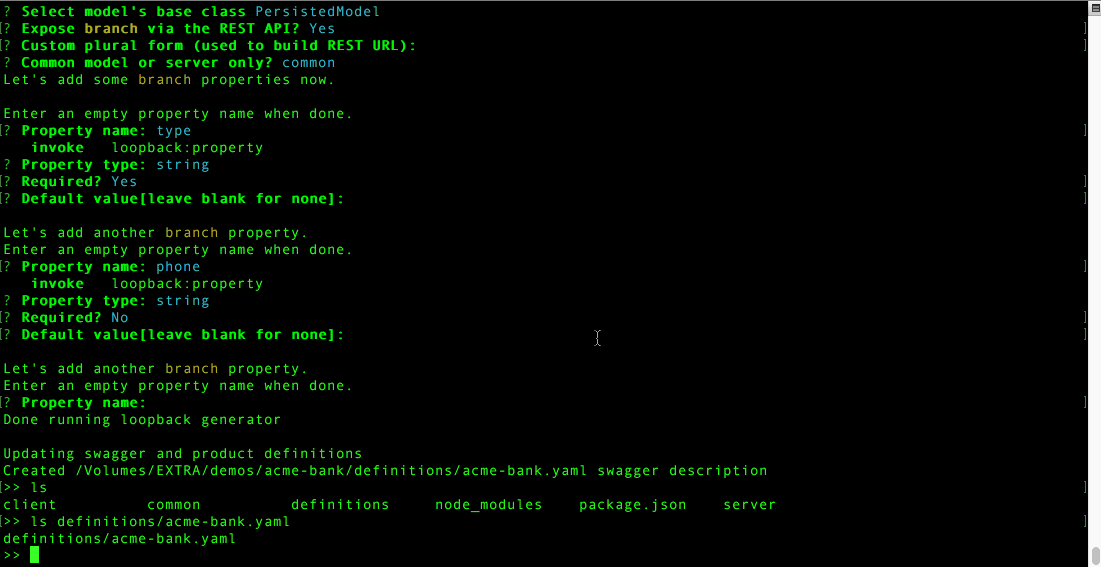 ? Select model's base class PersistedModel
[? Expose branch via the REST API? Yes ]
[? Custom plural form (used to build REST URL): ]
? Common model or server only? common
Let's add some branch properties now.
Enter an empty property name when done.
[? Property name: type ]
invoke loopback:property
? Property type: string
[? Required? Yes ]
[? Default value[leave blank for none]: ]
Let's add another branch property.
Enter an empty property name when done.
[? Property name: phone ]
invoke loopback:property
? Property type: string
[? Required? No ]
[? Default value[leave blank for none]: ]
Let's add another branch property.
Enter an empty property name when done.
[? Property name: ]
Done running loopback generator
Updating swagger and product definitions
Created /Volumes/EXTRA/demos/acme-bank/definitions/acme-bank.yaml swagger description
[>> ls ]
client common definitions node_modules package.json server
[>> ls definitions/acme-bank.yaml ]
definitions/acme-bank.yaml
>>